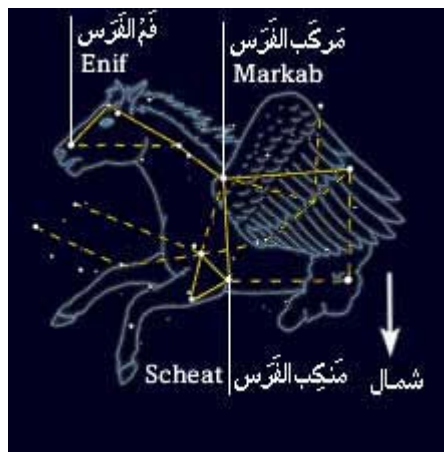 فَمُ الفَرَس
Enif
مَركَب الفَرَس
Markab
Scheat
مَنكِب الفَرَس
شمال